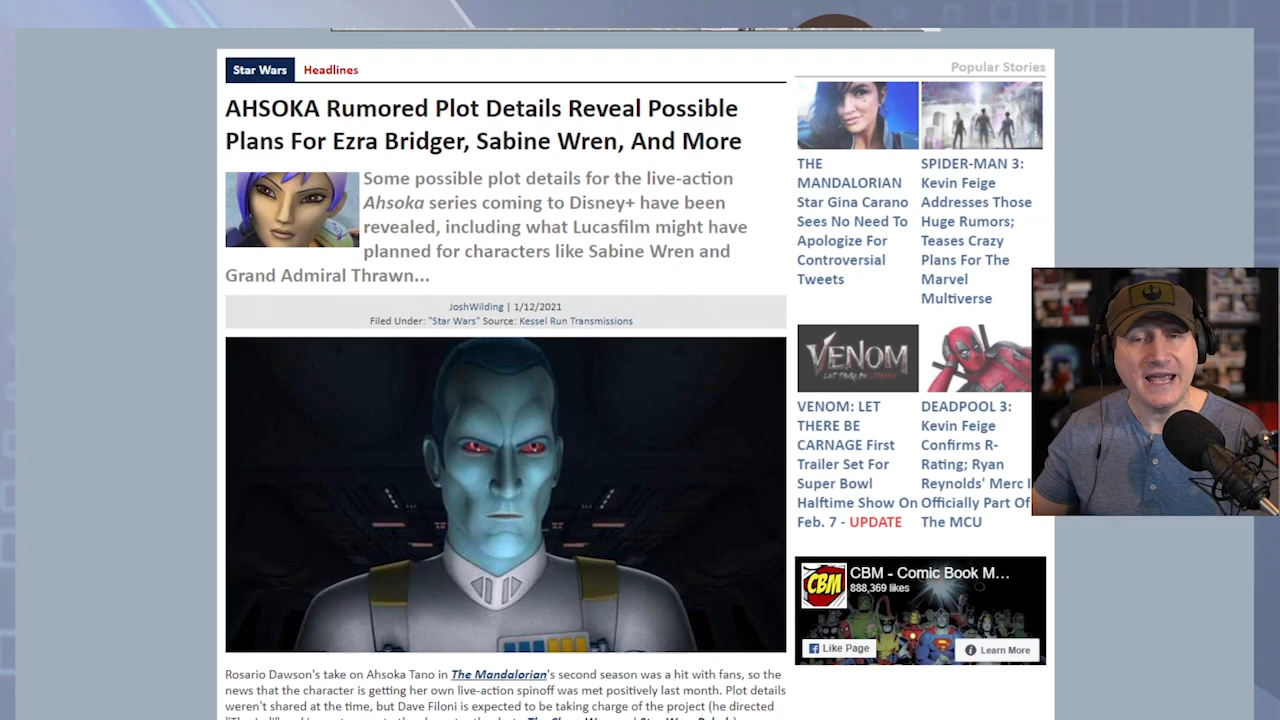 Star Wars Headlines
AHSOKA Rumored Plot Details Reveal Possible
Plans For Ezra Bridger, Sabine Wren, And More
Some possible plot details for the live-action
Ahsoka series coming to Disney+ have been
revealed, including what Lucasfilm might have
planned for characters like Sabine Wren and
Grand Admiral Thrawn...
JoshWilding | 1/12/2021
Filed Under: "Star Wars" Source: Kessel Run Transmissions
Rosario Dawson's take on Ahsoka Tano in The Mandalorian's second season was a hit with fans, so the
news that the character is getting her own live-action spinoff was met positively last month. Plot details
weren't shared at the time, but Dave Filoni is expected to be taking charge of the project (he directed
Popular Stories
THE
MANDALORIAN
Star Gina Carano
Sees No Need To
Apologize For
Controversial
Tweets
SPIDER-MAN 3:
Kevin Feige
Addresses Those
Huge Rumors;
Teases Crazy
Plans For The
Marvel
Multiverse
VENOM
VENOM: LET
THERE BE
CARNAGE First
Trailer Set For
Super Bowl
Halftime Show On
Feb. 7 - UPDATE
DEADPOOL 3:
Kevin Feige
Confirms R-
Rating; Ryan
Reynolds' Merc
Officially Part Of
The MCU
CBM
CBM - Comic Book M...
888,369 likes
Like Page
Learn More